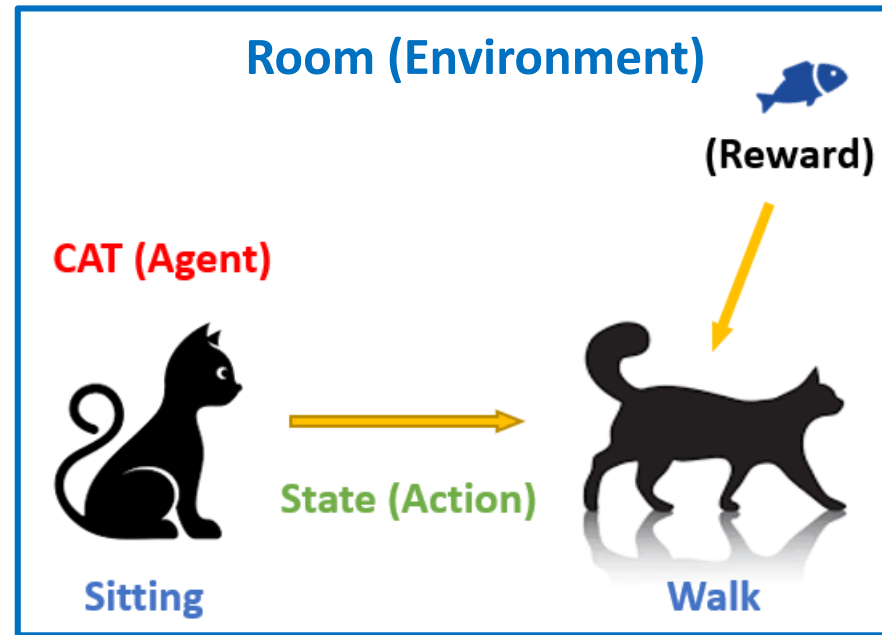 Room (Environment)
(Reward)
CAT (Agent)
State (Action)
Sitting
Walk